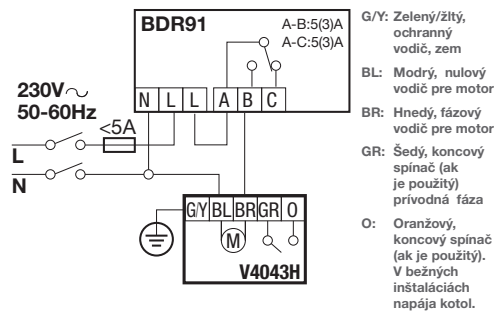 BDR91
A-B:5(3)A
A-C:5(3)A
N L L A B C
230V
50-60Hz
<5A
L
N
G/Y BL BR GR O
M
V4043H
G/Y: Zelený/žltý,
ochranný
vodič, zem
BL: Modrý, nulový
vodič pre motor
BR: Hnedý, fázový
vodič pre motor
GR: Šedý, koncový
spínač (ak
je použitý)
prívodná fáza
O: Oranžový,
koncový spínač
(ak je použitý).
V bežných
inštaláciách
napája kotol.